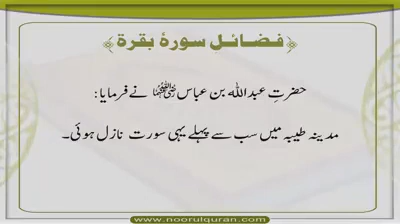 فضائل سورۂ بقرۃ
حضرتِ عبداللہ بن عباس رضی اللہ عنہما نے فرمایا:
مدینہ طیبہ میں سب سے پہلے یہی سورت نازل ہوئی۔
www.noorulquran.com